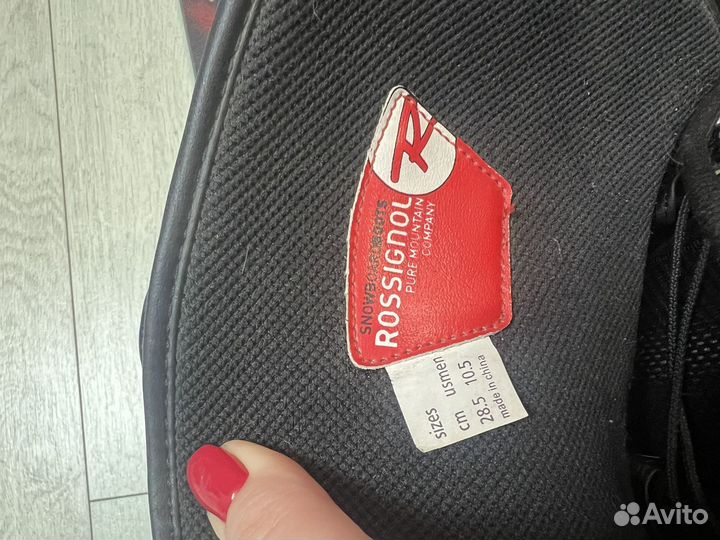 R
SNOWBOARD BOOTS
ROSSIGNOL
PURE MOUNTAIN
COMPANY
sizes
cm usmen
28.5 10.5
made in china
Avito